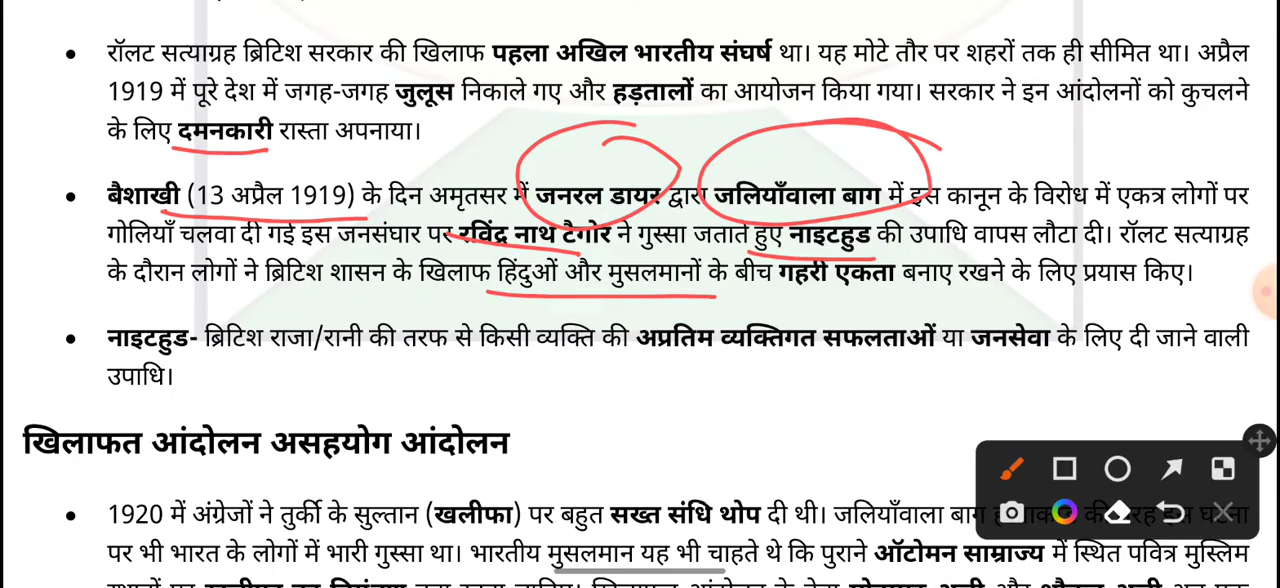 रॉलट सत्याग्रह ब्रिटिश सरकार की खिलाफ पहला अखिल भारतीय संघर्ष था। यह मोटे तौर पर शहरों तक ही सीमित था। अप्रैल
1919 में पूरे देश में जगह-जगह जुलूस निकाले गए और हड़तालों का आयोजन किया गया। सरकार ने इन आंदोलनों को कुचलने
के लिए दमनकारी रास्ता अपनाया।
बैशाखी (13 अप्रैल 1919) के दिन अमृतसर में जनरल डायर द्वारा जलियाँवाला बाग में इस कानून के विरोध में एकत्र लोगों पर
गोलियाँ चलवा दी गई इस जनसंघार पर रविंद्र नाथ टैगोर ने गुस्सा जताते हुए नाइटहुड की उपाधि वापस लौटा दी। रॉलट सत्याग्रह
के दौरान लोगों ने ब्रिटिश शासन के खिलाफ हिंदुओं और मुसलमानों के बीच गहरी एकता बनाए रखने के लिए प्रयास किए।
नाइटहुड- ब्रिटिश राजा/रानी की तरफ से किसी व्यक्ति की अप्रतिम व्यक्तिगत सफलताओं या जनसेवा के लिए दी जाने वाली
उपाधि।
खिलाफत आंदोलन असहयोग आंदोलन
1920 में अंग्रेजों ने तुर्की के सुल्तान (खलीफा) पर बहुत सख्त संधि थोप दी थी। जलियाँवाला बाग
पर भी भारत के लोगों में भारी गुस्सा था। भारतीय मुसलमान यह भी चाहते थे कि पुराने ऑटोमन साम्राज्य में स्थित पवित्र मुस्लिम